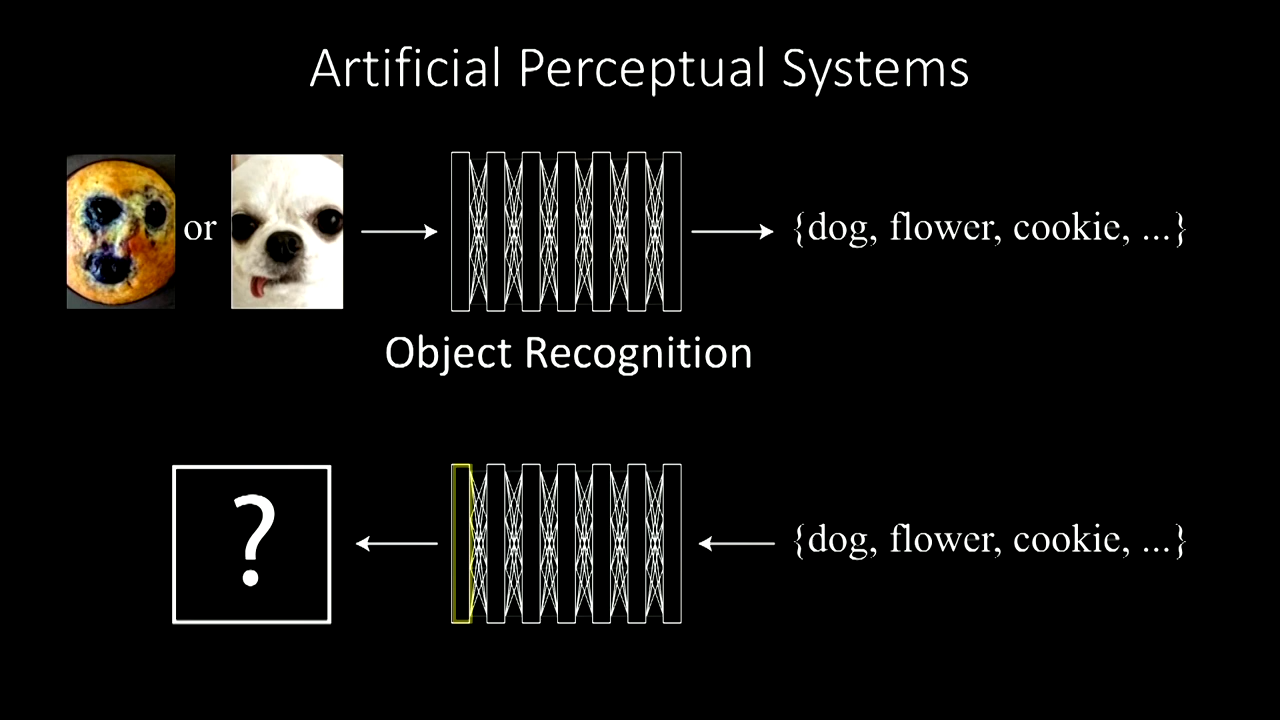 Artificial Perceptual Systems
or
{dog, flower, cookie, ...}
Object Recognition
?
{dog, flower, cookie, ...}